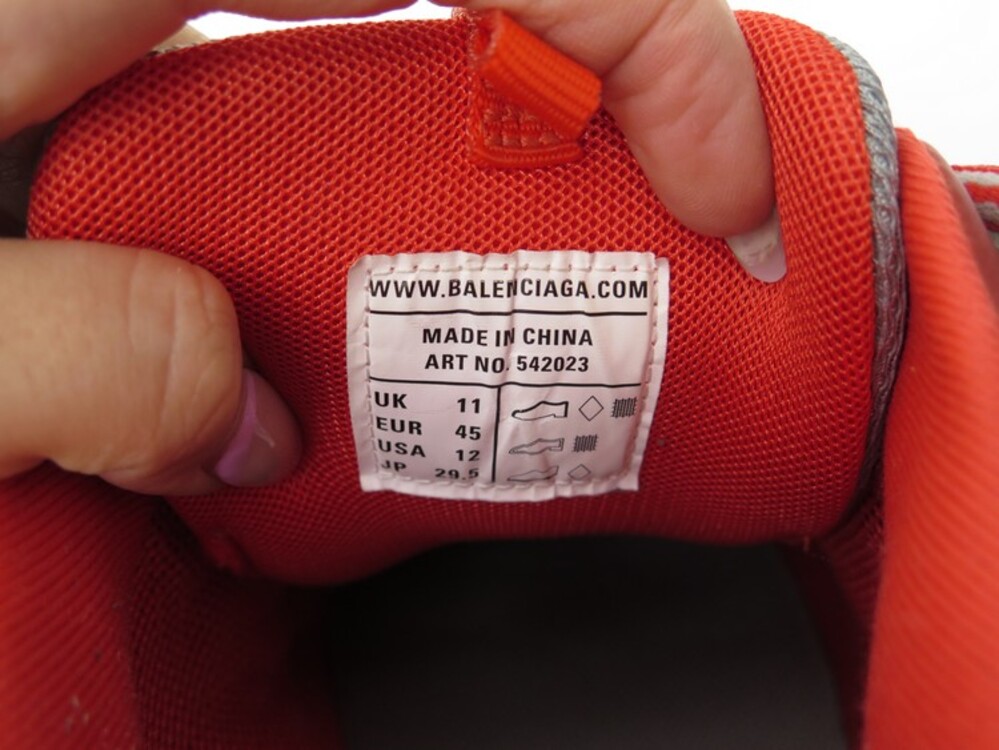 WWW.BALENCIAGA.COM
MADE IN CHINA
ART NO. 542023
UK 11
EUR 45
USA 12
JP 29.5